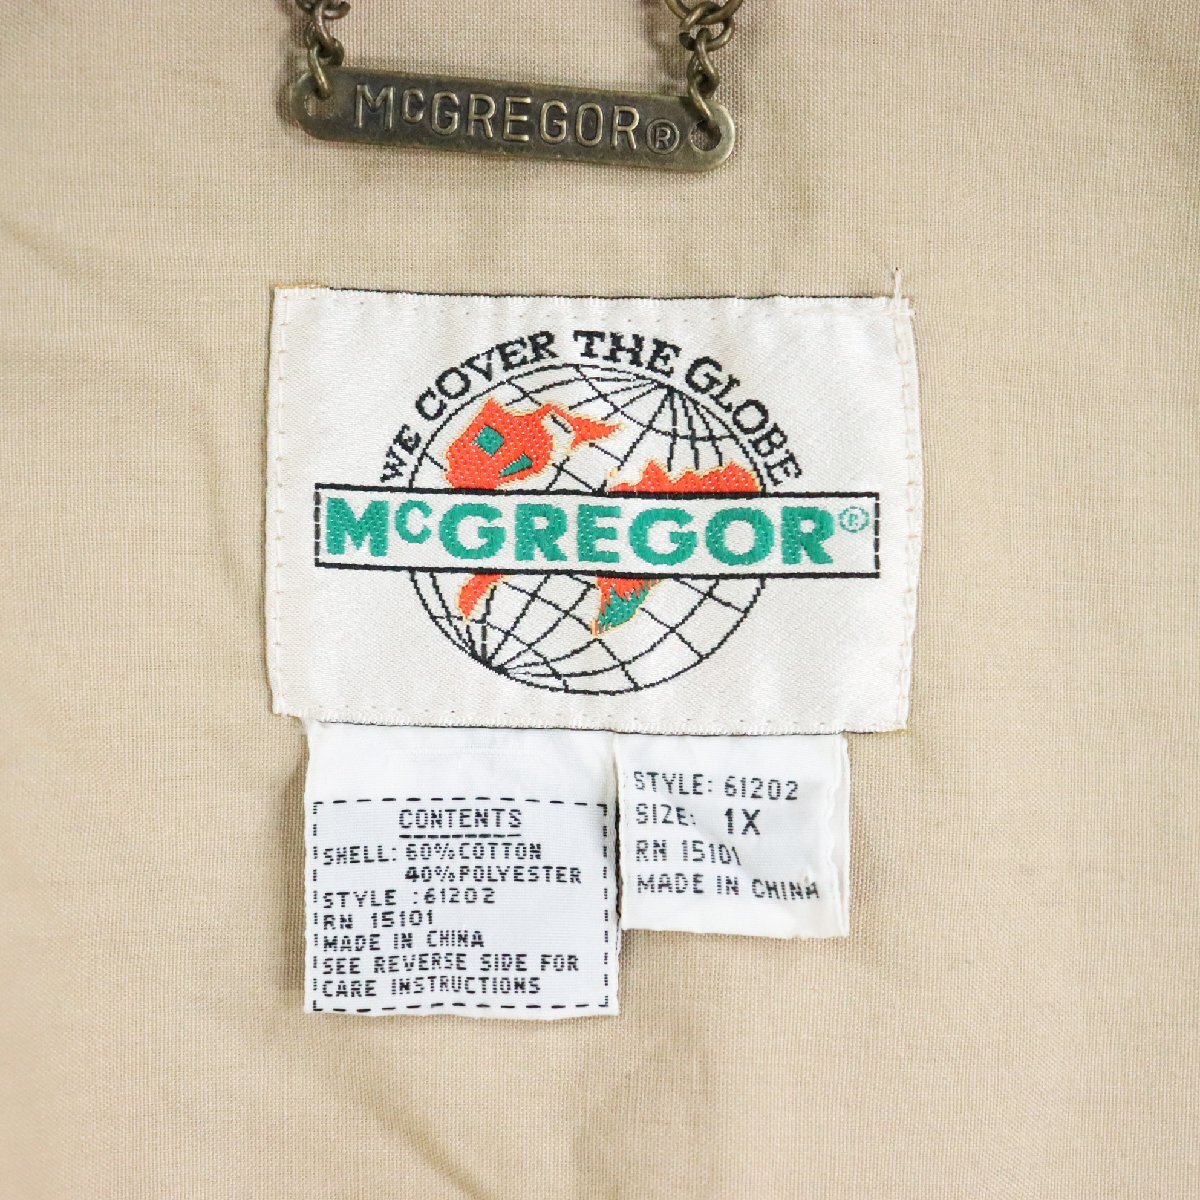 McGREGOR®
WE COVER THE GLOBE
McGREGOR®
CONTENTS
SHELL: 60% COTTON
40% POLYESTER
STYLE :61202
RN 15101
MADE IN CHINA
SEE REVERSE SIDE FOR
CARE INSTRUCTIONS
STYLE: 61202
SIZE: 1X
RN 15101
MADE IN CHINA